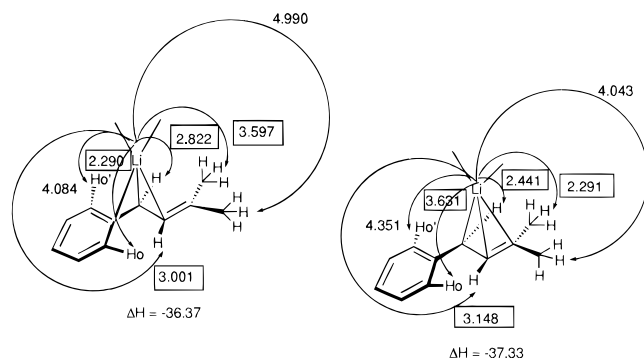 4.990
2.822
3.597
2.290
Li
H
Ho'
4.084
H
H
H
H
H
H
H
Ho
3.001
ΔH = -36.37
4.043
2.441
2.291
3.631
Li
H
Ho'
4.351
H
H
H
H
H
H
H
Ho
3.148
ΔH = -37.33